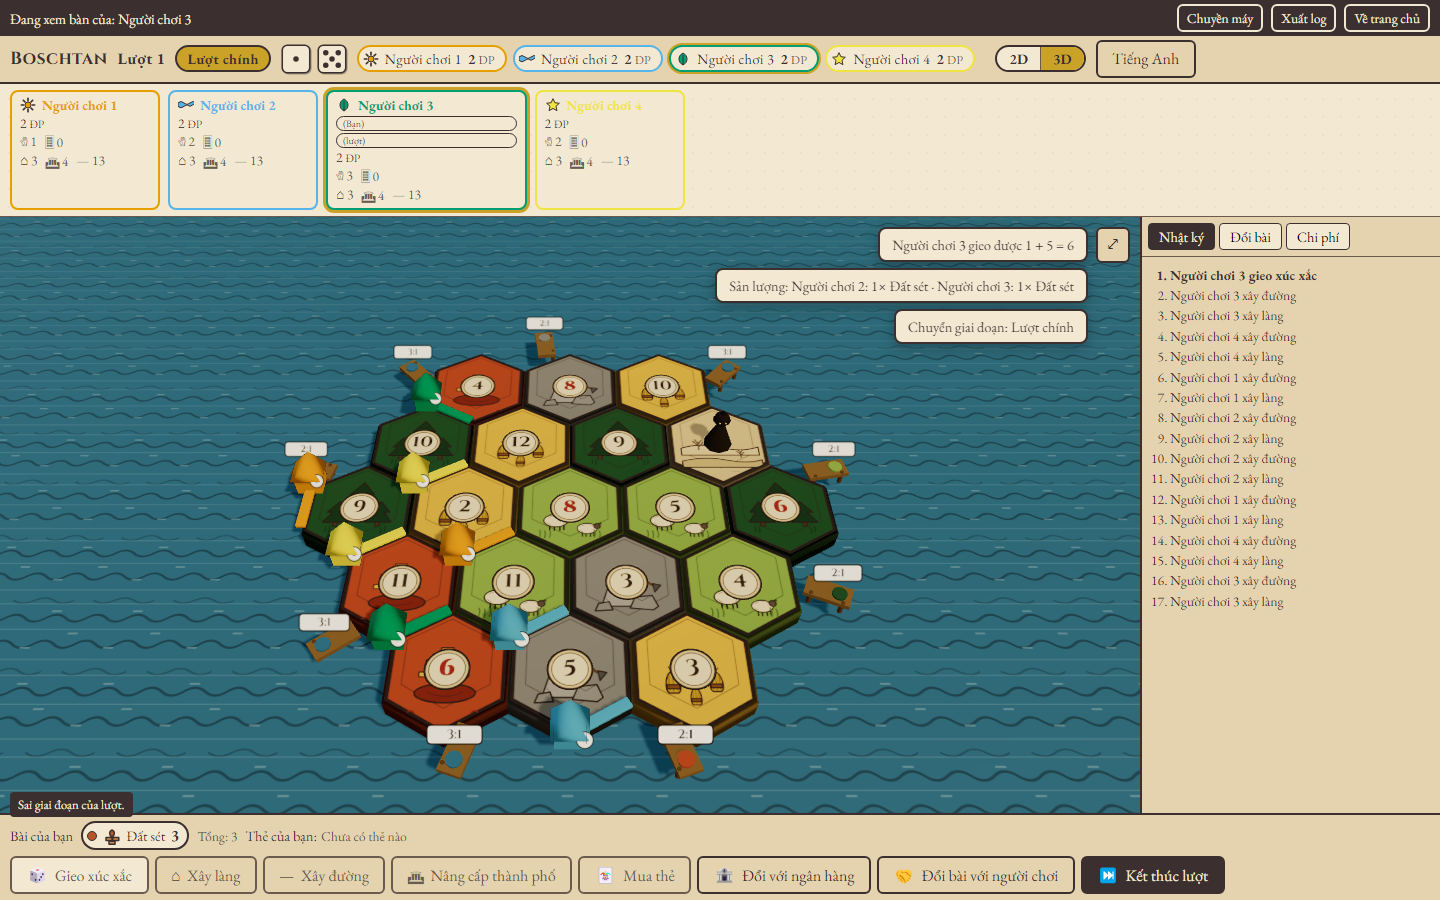 Đang xem bàn của: Người chơi 3
Chuyền máy
Xuất log
Về trang chủ
BOSCHTAN Lượt 1 Lượt chính
Người chơi 1 2 ĐP
Người chơi 2 2 ĐP
Người chơi 3 2 ĐP
Người chơi 4 2 ĐP
2D 3D
Tiếng Anh
Người chơi 1
2 ĐP
1 0
3 4 — 13
Người chơi 2
2 ĐP
2 0
3 4 — 13
Người chơi 3
(Bạn)
(lượt)
2 ĐP
3 0
3 4 — 13
Người chơi 4
2 ĐP
2 0
3 4 — 13
Người chơi 3 gieo được 1 + 5 = 6
Sản lượng: Người chơi 2: 1× Đất sét · Người chơi 3: 1× Đất sét
Chuyển giai đoạn: Lượt chính
2:1
3:1 3:1
4 8 10
10 12 9
2:1 2:1
9 2 8 5 6
11 11 3 4
2:1
3:1
6 5 3
3:1 2:1
Nhật ký
Đổi bài
Chi phí
1. Người chơi 3 gieo xúc xắc
2. Người chơi 3 xây đường
3. Người chơi 3 xây làng
4. Người chơi 4 xây đường
5. Người chơi 4 xây làng
6. Người chơi 1 xây đường
7. Người chơi 1 xây làng
8. Người chơi 2 xây đường
9. Người chơi 2 xây làng
10. Người chơi 2 xây đường
11. Người chơi 2 xây làng
12. Người chơi 1 xây đường
13. Người chơi 1 xây làng
14. Người chơi 4 xây đường
15. Người chơi 4 xây làng
16. Người chơi 3 xây đường
17. Người chơi 3 xây làng
Sai giai đoạn của lượt.
Bài của bạn Đất sét 3 Tổng: 3 Thẻ của bạn: Chưa có thẻ nào
Gieo xúc xắc
Xây làng
— Xây đường
Nâng cấp thành phố
Mua thẻ
Đổi với ngân hàng
Đổi bài với người chơi
Kết thúc lượt